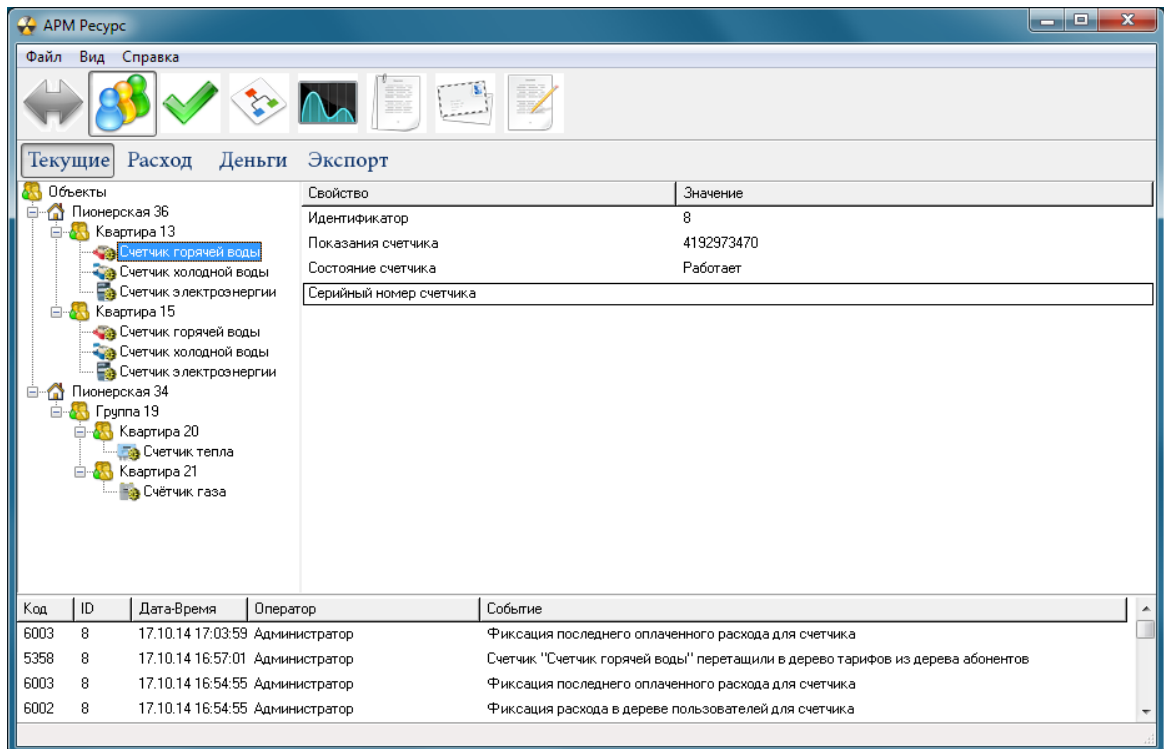 АРМ Ресурс
Файл Вид Справка
Текущие Расход Деньги Экспорт
Объекты
Пионерская 36
Квартира 13
Счетчик горячей воды
Счетчик холодной воды
Счетчик электроэнергии
Квартира 15
Счетчик горячей воды
Счетчик холодной воды
Счетчик электроэнергии
Пионерская 34
Группа 19
Квартира 20
Счетчик тепла
Квартира 21
Счётчик газа
Свойство Значение
Идентификатор 8
Показания счетчика 4192973470
Состояние счетчика Работает
Серийный номер счетчика
Код ID Дата-Время Оператор Событие
6003 8 17.10.14 17:03:59 Администратор Фиксация последнего оплаченного расхода для счетчика
5358 8 17.10.14 16:57:01 Администратор Счетчик "Счетчик горячей воды" перетащили в дерево тарифов из дерева абонентов
6003 8 17.10.14 16:54:55 Администратор Фиксация последнего оплаченного расхода для счетчика
6002 8 17.10.14 16:54:55 Администратор Фиксация расхода в дереве пользователей для счетчика